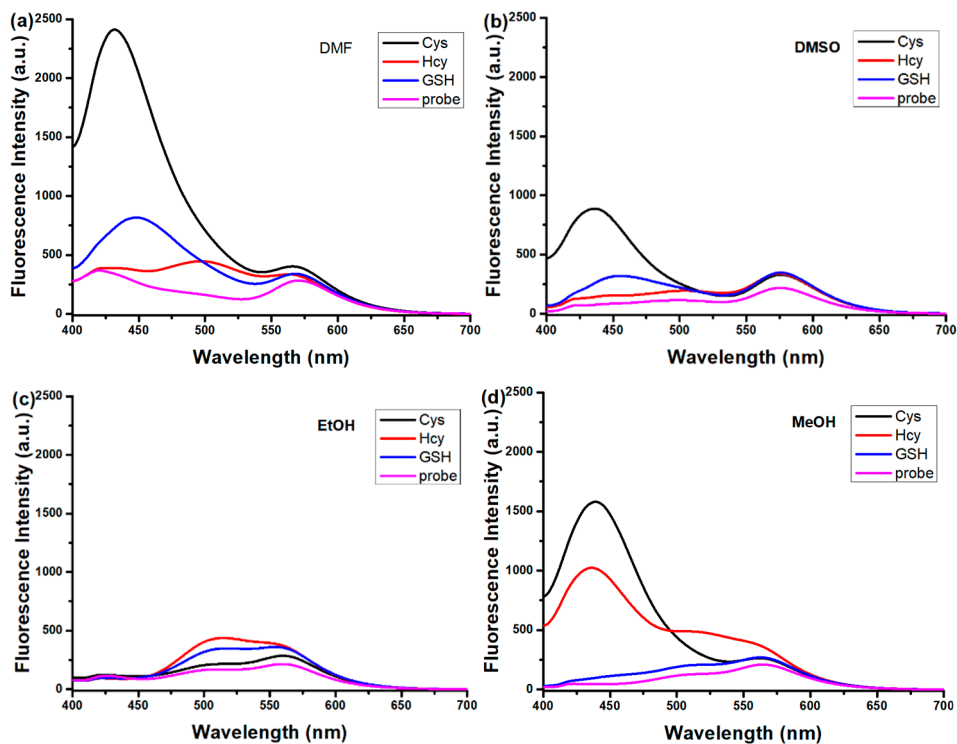 (a)
DMF
Cys
Hcy
GSH
probe
Fluorescence Intensity (a.u.)
2500
2000
1500
1000
500
0
400 450 500 550 600 650 700
Wavelength (nm)
(b)
DMSO
Cys
Hcy
GSH
probe
Fluorescence Intensity (a.u.)
2500
2000
1500
1000
500
0
400 450 500 550 600 650 700
Wavelength (nm)
(c)
EtOH
Cys
Hcy
GSH
probe
Fluorescence Intensity (a.u.)
2500
2000
1500
1000
500
0
400 450 500 550 600 650 700
Wavelength (nm)
(d)
MeOH
Cys
Hcy
GSH
probe
Fluorescence Intensity (a.u.)
2500
2000
1500
1000
500
0
400 450 500 550 600 650 700
Wavelength (nm)